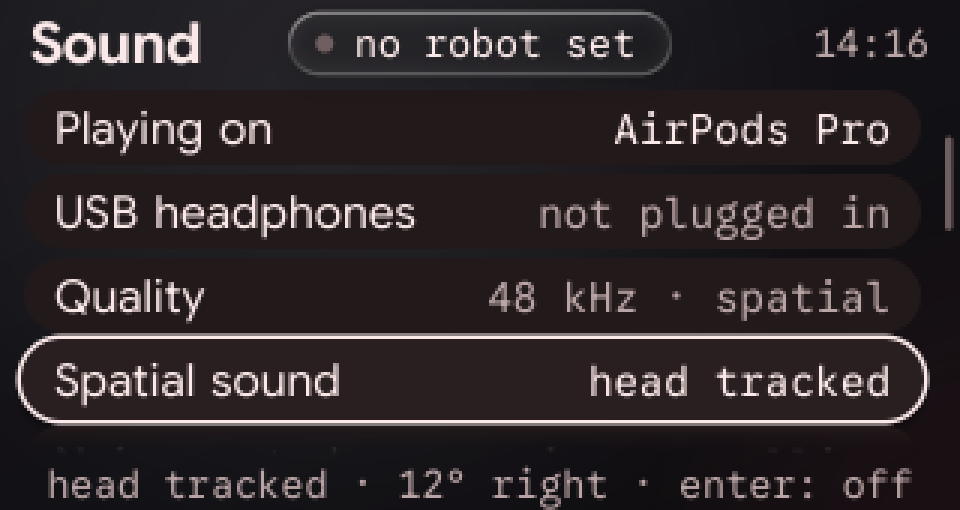 Sound no robot set 14:16
Playing on AirPods Pro
USB headphones not plugged in
Quality 48 kHz · spatial
Spatial sound head tracked
head tracked · 12° right · enter: off